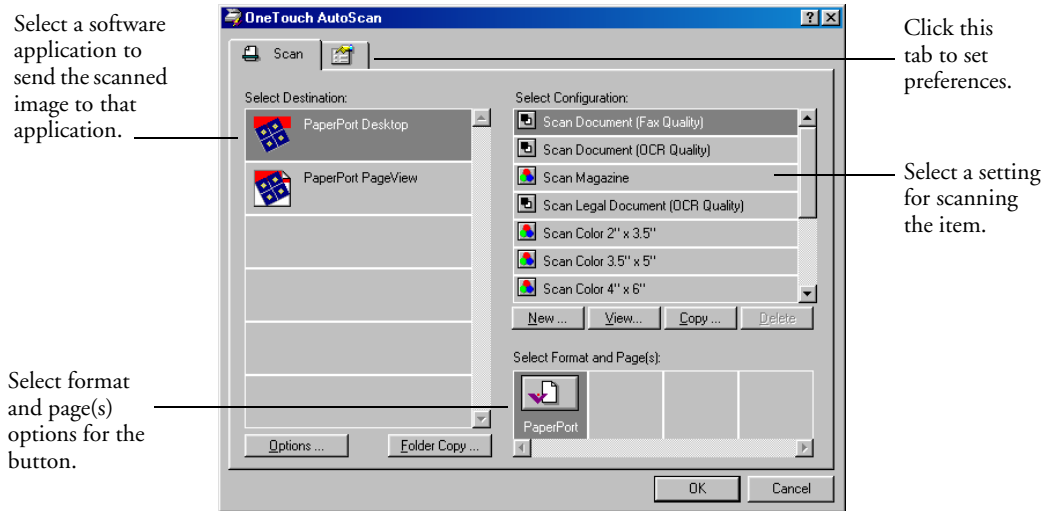 Select a software
application to
send the scanned
image to that
application.
OneTouch AutoScan
Scan
Click this
tab to set
preferences.
Select Destination:
PaperPort Desktop
PaperPort PageView
Select Configuration:
Scan Document (Fax Quality)
Scan Document (OCR Quality)
Scan Magazine
Scan Legal Document (OCR Quality)
Scan Color 2'' x 3.5''
Scan Color 3.5'' x 5''
Scan Color 4'' x 6''
Select a setting
for scanning
the item.
New ... View... Copy ... Delete
Select Format and Page(s):
PaperPort
Select format
and page(s)
options for the
button.
Options ... Folder Copy ...
OK Cancel